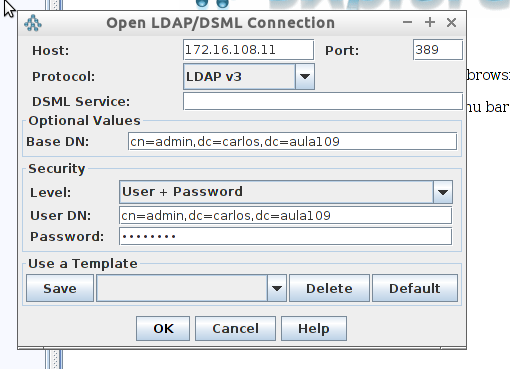 Open LDAP/DSML Connection
Host: 172.16.108.11 Port: 389
Protocol: LDAP v3
DSML Service:
Optional Values
Base DN: cn=admin,dc=carlos,dc=aula109
Security
Level: User + Password
User DN: cn=admin,dc=carlos,dc=aula109
Password: ••••••••
Use a Template
Save Delete Default
OK Cancel Help
nu bar